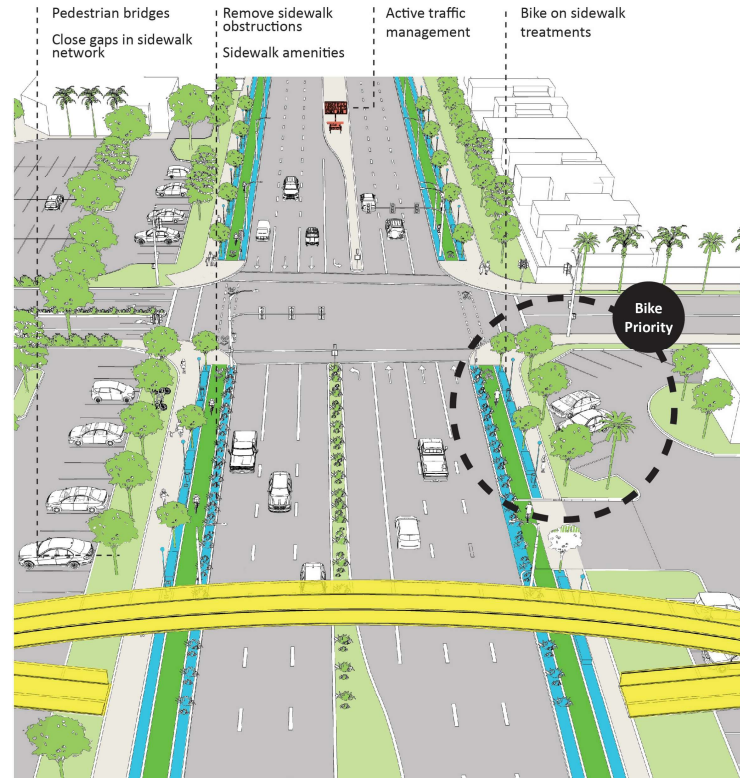 Pedestrian bridges
Close gaps in sidewalk
network
Remove sidewalk
obstructions
Sidewalk amenities
Active traffic
management
Bike on sidewalk
treatments
Bike
Priority